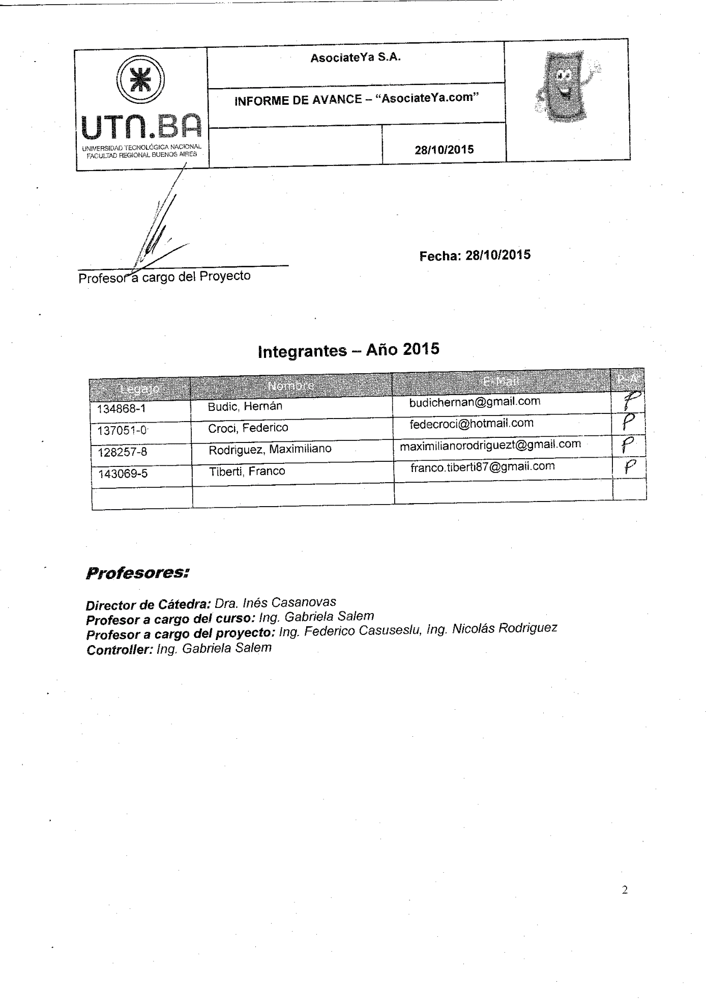 AsociateYa S.A.
INFORME DE AVANCE – “AsociateYa.com”
UTN.BA
UNIVERSIDAD TECNOLÓGICA NACIONAL
FACULTAD REGIONAL BUENOS AIRES
28/10/2015
Fecha: 28/10/2015
Profesor a cargo del Proyecto
Integrantes – Año 2015
Legajo Nombre E-Mail P-A
134868-1 Budic, Hernán budichernan@gmail.com P
137051-0 Croci, Federico fedecroci@hotmail.com P
128257-8 Rodriguez, Maximiliano maximilianorodriguezt@gmail.com P
143069-5 Tiberti, Franco franco.tiberti87@gmail.com P
Profesores:
Director de Cátedra: Dra. Inés Casanovas
Profesor a cargo del curso: Ing. Gabriela Salem
Profesor a cargo del proyecto: Ing. Federico Casuseslu, Ing. Nicolás Rodriguez
Controller: Ing. Gabriela Salem
2